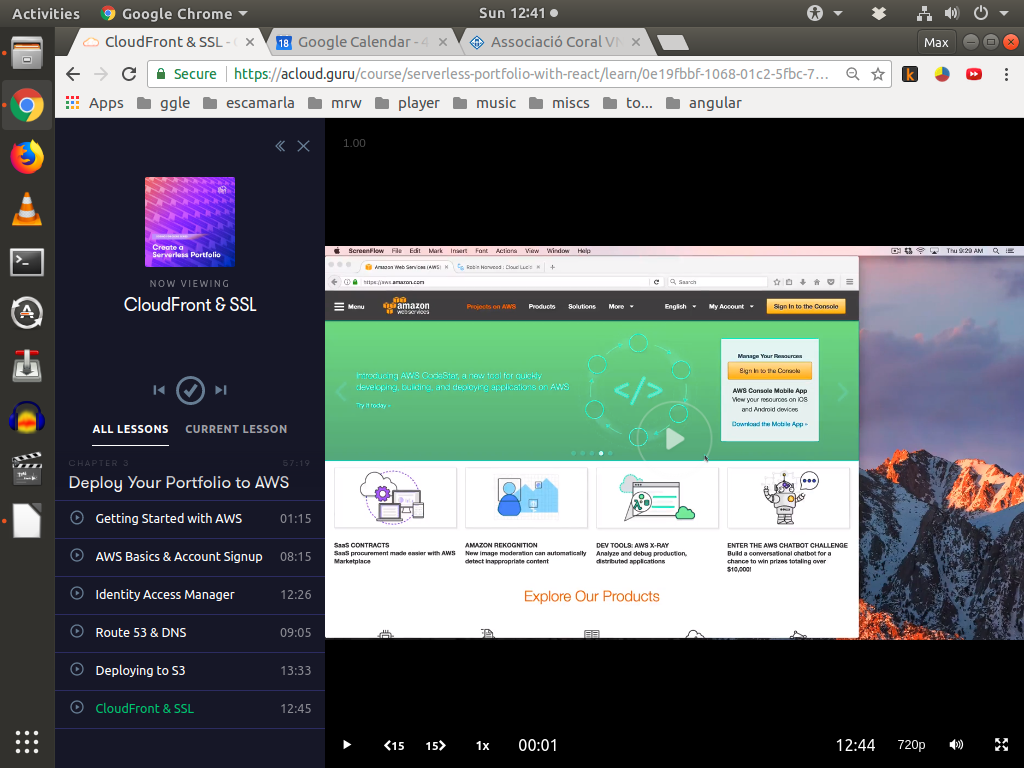 Activities
Google Chrome
Sun 12:41
CloudFront & SSL -
Google Calendar - 4
Associació Coral VN
Max
Secure
https://acloud.guru/course/serverless-portfolio-with-react/learn/0e19fbbf-1068-01c2-5fbc-7…
Apps
ggle
escamarla
mrw
player
music
miscs
to…
angular
1.00
Create a
Serverless Portfolio
NOW VIEWING
CloudFront & SSL
ALL LESSONS
CURRENT LESSON
CHAPTER 3
57:19
Deploy Your Portfolio to AWS
Getting Started with AWS 01:15
AWS Basics & Account Signup 08:15
Identity Access Manager 12:26
Route 53 & DNS 09:05
Deploying to S3 13:33
CloudFront & SSL 12:45
ScreenFlow File Edit Mark Insert Font Actions View Window Help
Thu 9:29 AM
Amazon Web Services (AWS)
Robin Norwood | Cloud Lucid
https://aws.amazon.com
Search
Menu
amazon
webservices
Projects on AWS
Products
Solutions
More
English
My Account
Sign In to the Console
Introducing AWS CodeStar, a new tool for quickly
developing, building, and deploying applications on AWS
Try it today »
</>
Manage Your Resources
Sign In to the Console
AWS Console Mobile App
View your resources on iOS
and Android devices
Download the Mobile App »
SaaS CONTRACTS
SaaS procurement made easier with AWS
Marketplace
AMAZON REKOGNITION
New image moderation can automatically
detect inappropriate content
DEV TOOLS: AWS X-RAY
Analyze and debug production,
distributed applications
ENTER THE AWS CHATBOT CHALLENGE
Build a conversational chatbot for a
chance to win prizes totaling over
$10,000!
Explore Our Products
15
15
1x
00:01
12:44
720p